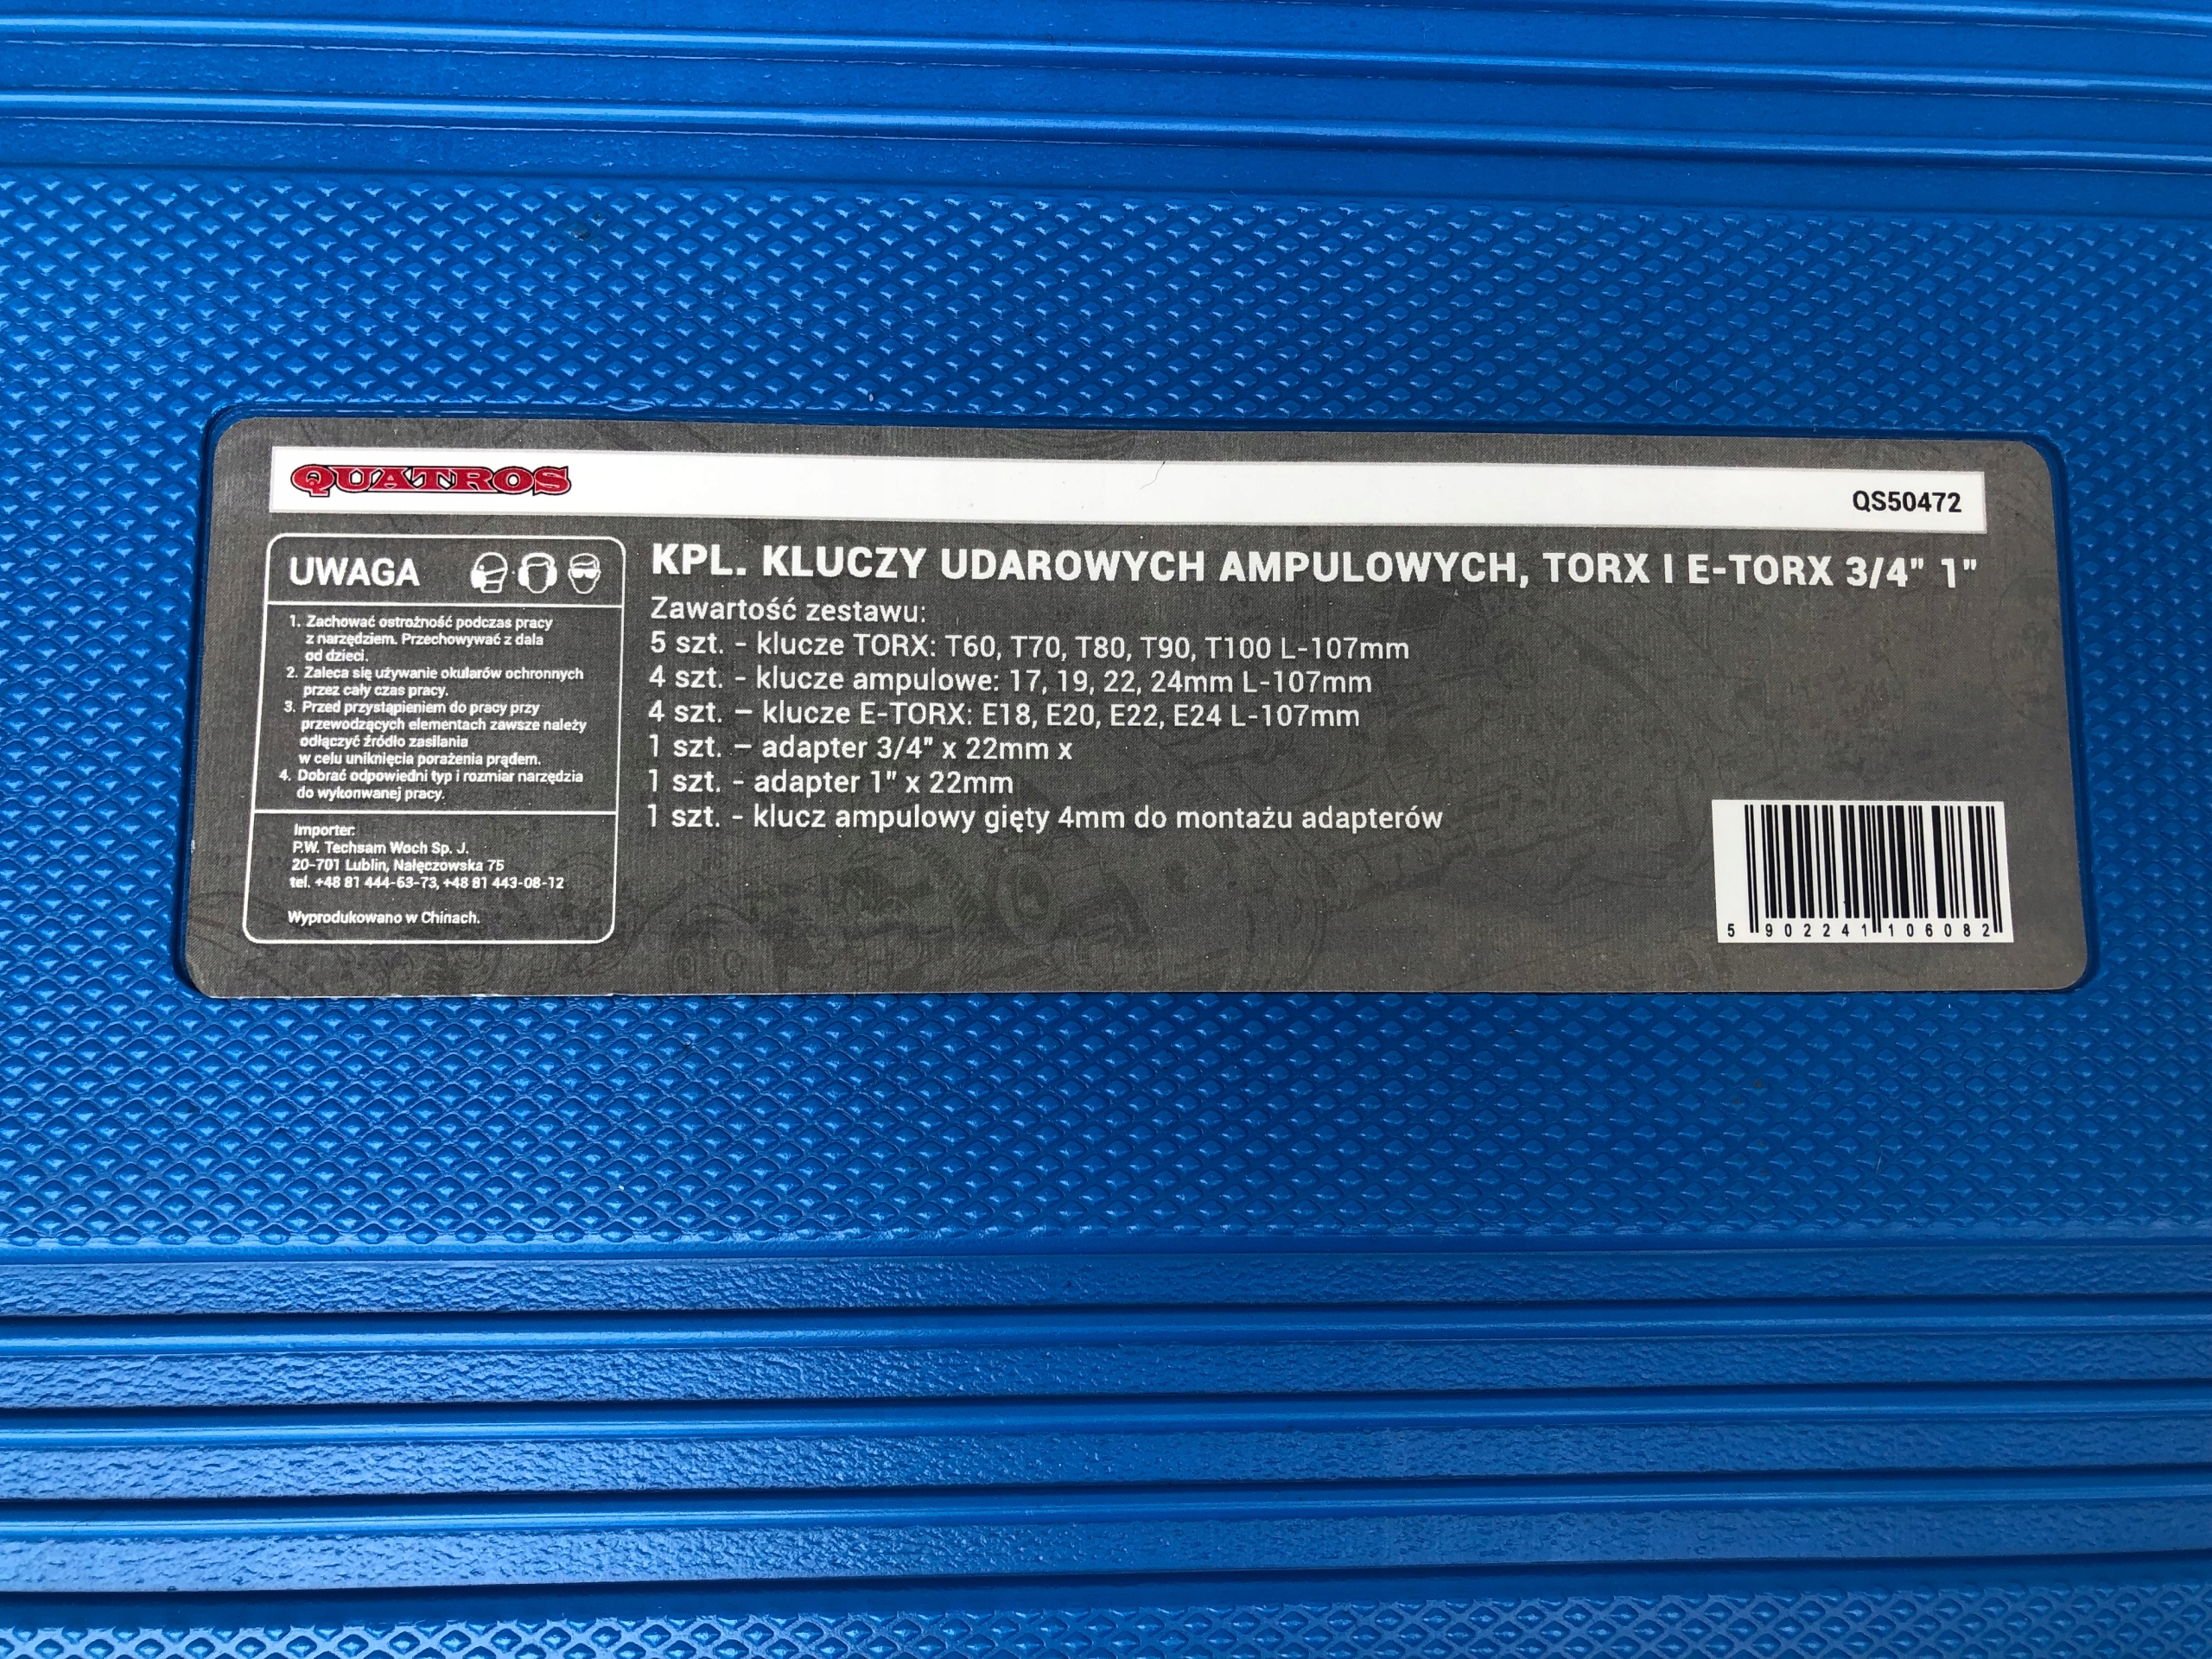 QUATROS
QS50472
UWAGA
1. Zachować ostrożność podczas pracy
z narzędziem. Przechowywać z dala
od dzieci.
2. Zaleca się używanie okularów ochronnych
przez cały czas pracy.
3. Przed przystąpieniem do pracy przy
przewodzących elementach zawsze należy
odłączyć źródło zasilania
w celu uniknięcia porażenia prądem.
4. Dobrać odpowiedni typ i rozmiar narzędzia
do wykonwanej pracy.
Importer:
P.W. Techsam Woch Sp. J.
20-701 Lublin, Nałęczowska 75
tel. +48 81 444-63-73, +48 81 443-08-12
Wyprodukowano w Chinach.
KPL. KLUCZY UDAROWYCH AMPULOWYCH, TORX I E-TORX 3/4" 1"
Zawartość zestawu:
5 szt. - klucze TORX: T60, T70, T80, T90, T100 L-107mm
4 szt. - klucze ampulowe: 17, 19, 22, 24mm L-107mm
4 szt. – klucze E-TORX: E18, E20, E22, E24 L-107mm
1 szt. – adapter 3/4" x 22mm x
1 szt. - adapter 1" x 22mm
1 szt. - klucz ampulowy gięty 4mm do montażu adapterów
5 902241 106082